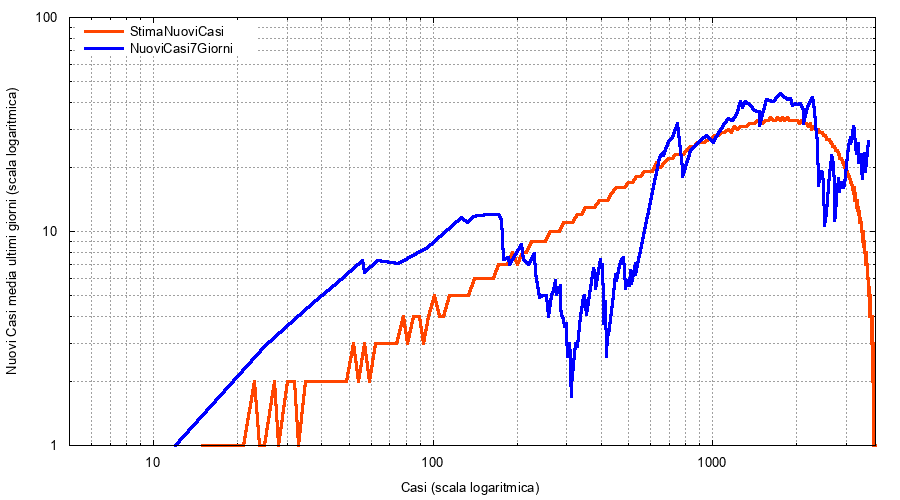 100
StimaNuoviCasi
NuoviCasi7Giorni
Nuovi Casi media ultimi giorni (scala logaritmica)
10
1
10
100
1000
Casi (scala logaritmica)